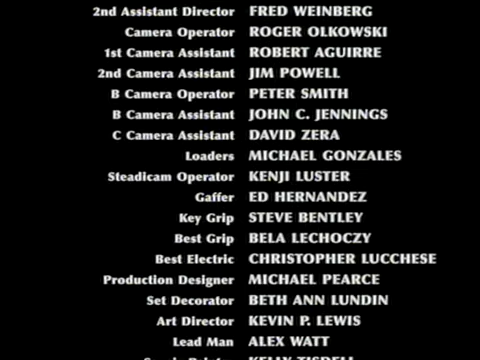 2nd Assistant Director FRED WEINBERG
Camera Operator ROGER OLKOWSKI
1st Camera Assistant ROBERT AGUIRRE
2nd Camera Assistant JIM POWELL
B Camera Operator PETER SMITH
B Camera Assistant JOHN C. JENNINGS
C Camera Assistant DAVID ZERA
Loaders MICHAEL GONZALES
Steadicam Operator KENJI LUSTER
Gaffer ED HERNANDEZ
Key Grip STEVE BENTLEY
Best Grip BELA LECHOCZY
Best Electric CHRISTOPHER LUCCHESE
Production Designer MICHAEL PEARCE
Set Decorator BETH ANN LUNDIN
Art Director KEVIN P. LEWIS
Lead Man ALEX WATT